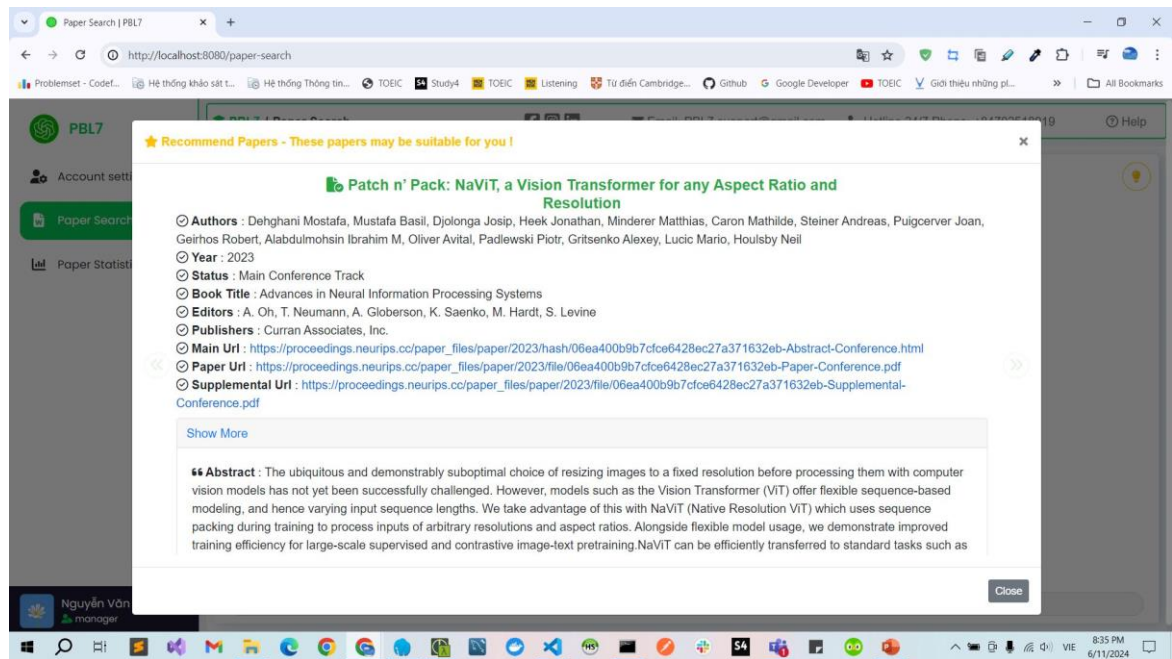 Paper Search | PBL7
http://localhost:8080/paper-search
Problemset - Codef... Hệ thống khảo sát t... Hệ thống Thông tin... TOEIC S4 Study4 TOEIC Listening Từ điển Cambridge... Github Google Developer TOEIC Giới thiệu những pl... » All Bookmarks
PBL7
Help
Account setti
Paper Search
Paper Statisti
Recommend Papers - These papers may be suitable for you !
Patch n' Pack: NaViT, a Vision Transformer for any Aspect Ratio and
Resolution
Authors : Dehghani Mostafa, Mustafa Basil, Djolonga Josip, Heek Jonathan, Minderer Matthias, Caron Mathilde, Steiner Andreas, Puigcerver Joan,
Geirhos Robert, Alabdulmohsin Ibrahim M, Oliver Avital, Padlewski Piotr, Gritsenko Alexey, Lucic Mario, Houlsby Neil
Year : 2023
Status : Main Conference Track
Book Title : Advances in Neural Information Processing Systems
Editors : A. Oh, T. Neumann, A. Globerson, K. Saenko, M. Hardt, S. Levine
Publishers : Curran Associates, Inc.
Main Url : https://proceedings.neurips.cc/paper_files/paper/2023/hash/06ea400b9b7cfce6428ec27a371632eb-Abstract-Conference.html
Paper Url : https://proceedings.neurips.cc/paper_files/paper/2023/file/06ea400b9b7cfce6428ec27a371632eb-Paper-Conference.pdf
Supplemental Url : https://proceedings.neurips.cc/paper_files/paper/2023/file/06ea400b9b7cfce6428ec27a371632eb-Supplemental-
Conference.pdf
Show More
❝ Abstract : The ubiquitous and demonstrably suboptimal choice of resizing images to a fixed resolution before processing them with computer
vision models has not yet been successfully challenged. However, models such as the Vision Transformer (ViT) offer flexible sequence-based
modeling, and hence varying input sequence lengths. We take advantage of this with NaViT (Native Resolution ViT) which uses sequence
packing during training to process inputs of arbitrary resolutions and aspect ratios. Alongside flexible model usage, we demonstrate improved
training efficiency for large-scale supervised and contrastive image-text pretraining.NaViT can be efficiently transferred to standard tasks such as
Close
Nguyễn Văn
manager
S4
VIE
8:35 PM
6/11/2024